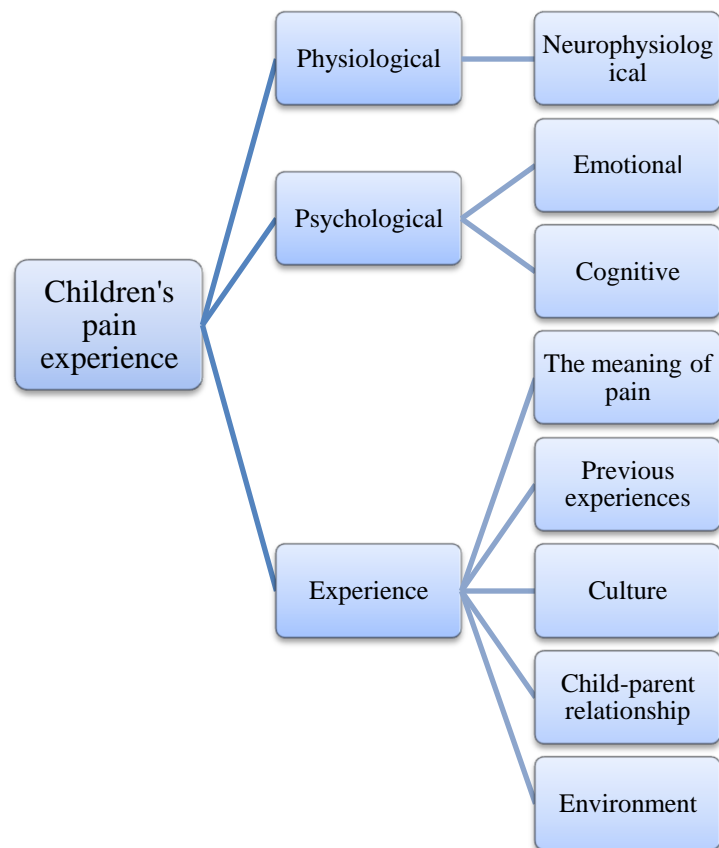 Children's
pain
experience
Physiological
Neurophysiolog
ical
Psychological
Emotional
Cognitive
Experience
The meaning of
pain
Previous
experiences
Culture
Child-parent
relationship
Environment